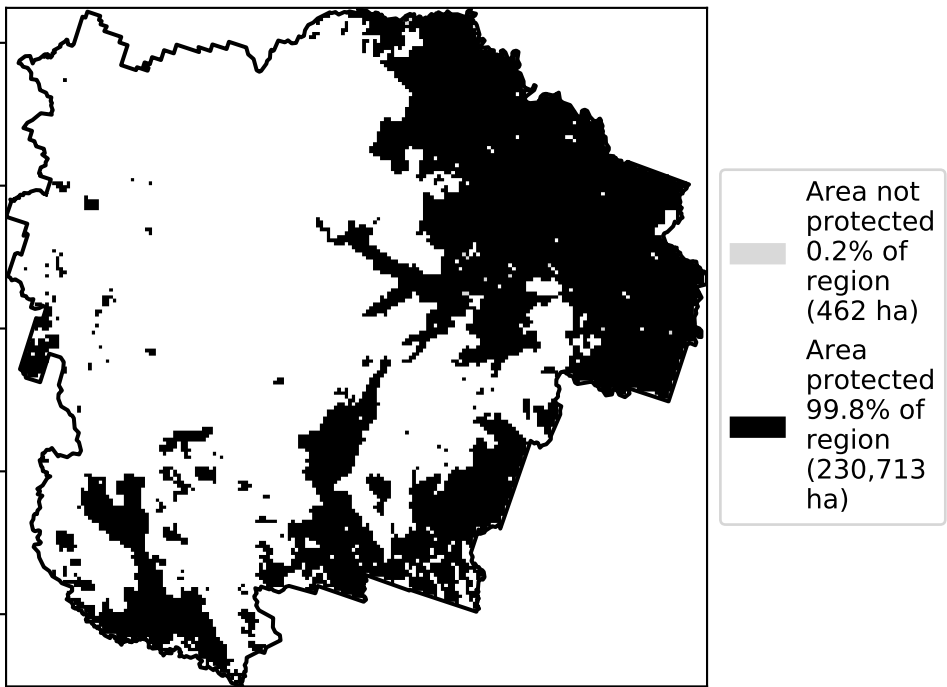 Area not
protected
0.2% of
region
(462 ha)
Area
protected
99.8% of
region
(230,713
ha)